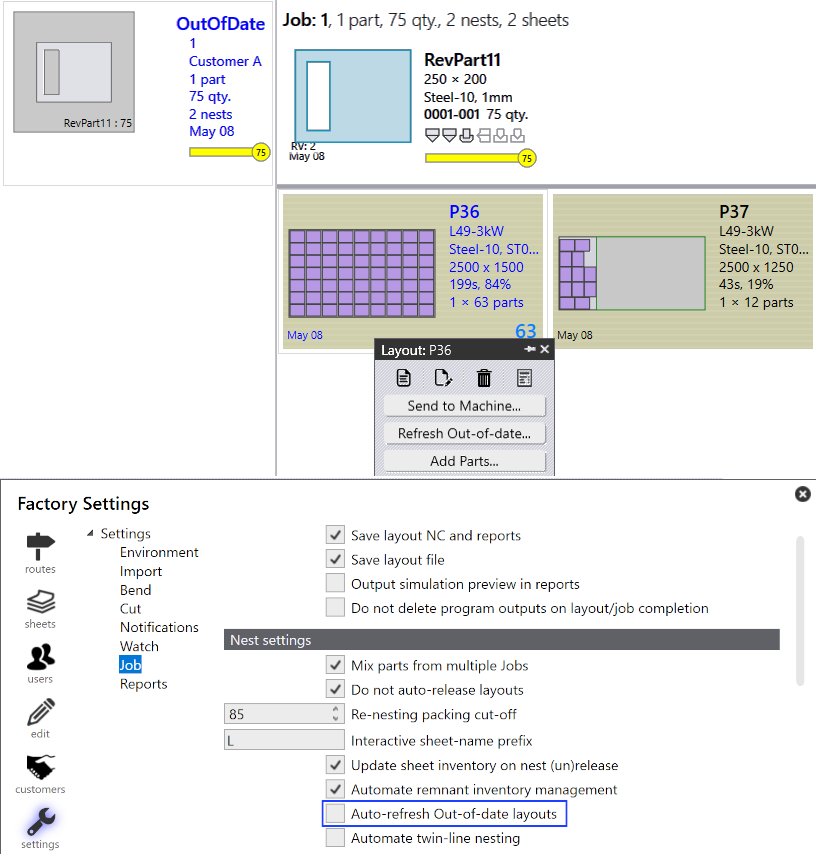 OutOfDate
1
Customer A
1 part
75 qty.
2 nests
May 08
75
RevPart11 : 75
Job: 1, 1 part, 75 qty., 2 nests, 2 sheets
RevPart11
250 × 200
Steel-10, 1mm
0001-001 75 qty.
75
RV: 2
May 08
P36
L49-3kW
Steel-10, ST0...
2500 x 1500
199s, 84%
1 × 63 parts
63
May 08
P37
L49-3kW
Steel-10, ST0...
2500 x 1250
43s, 19%
1 × 12 parts
May 08
Layout: P36
Send to Machine...
Refresh Out-of-date...
Add Parts...
Factory Settings
routes
sheets
users
edit
customers
settings
Settings
Environment
Import
Bend
Cut
Notifications
Watch
Job
Reports
Save layout NC and reports
Save layout file
Output simulation preview in reports
Do not delete program outputs on layout/job completion
Nest settings
Mix parts from multiple Jobs
Do not auto-release layouts
85 Re-nesting packing cut-off
L Interactive sheet-name prefix
Update sheet inventory on nest (un)release
Automate remnant inventory management
Auto-refresh Out-of-date layouts
Automate twin-line nesting